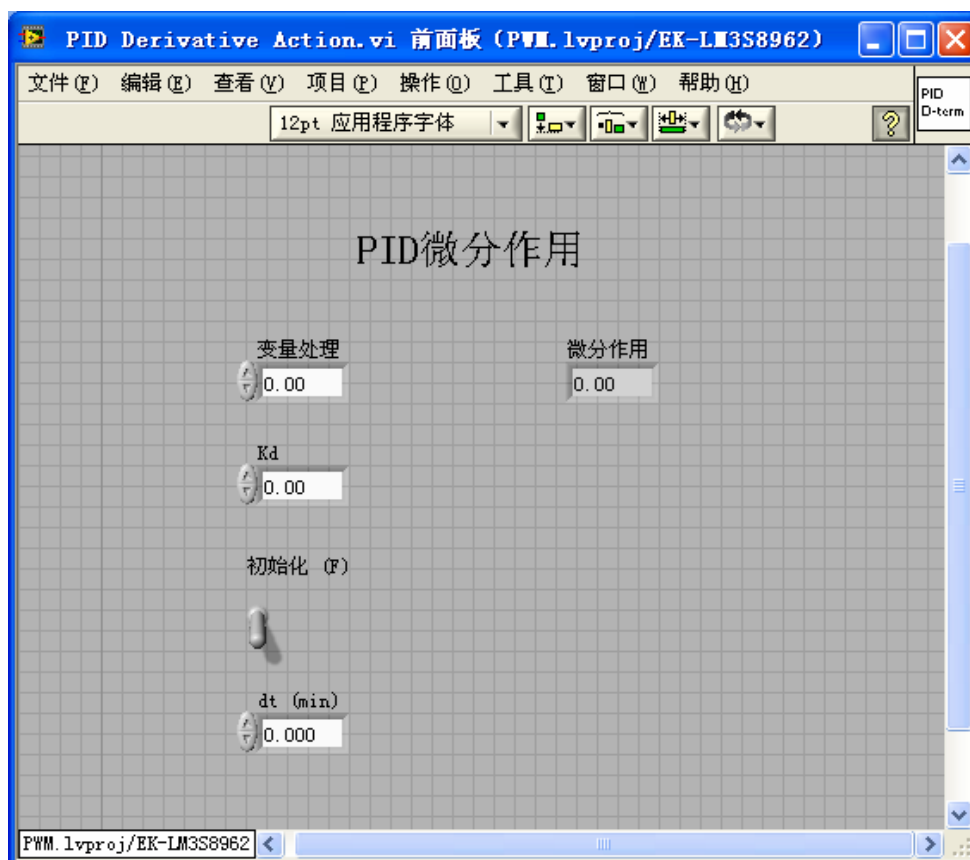 PID Derivative Action.vi 前面板 (PWM.lvproj/EK-LM3S8962)
文件(F) 编辑(E) 查看(V) 项目(P) 操作(O) 工具(T) 窗口(W) 帮助(H)
PID
D-term
12pt 应用程序字体
PID微分作用
变量处理 微分作用
0.00 0.00
Kd
0.00
初始化 (F)
dt (min)
0.000
PWM.lvproj/EK-LM3S8962